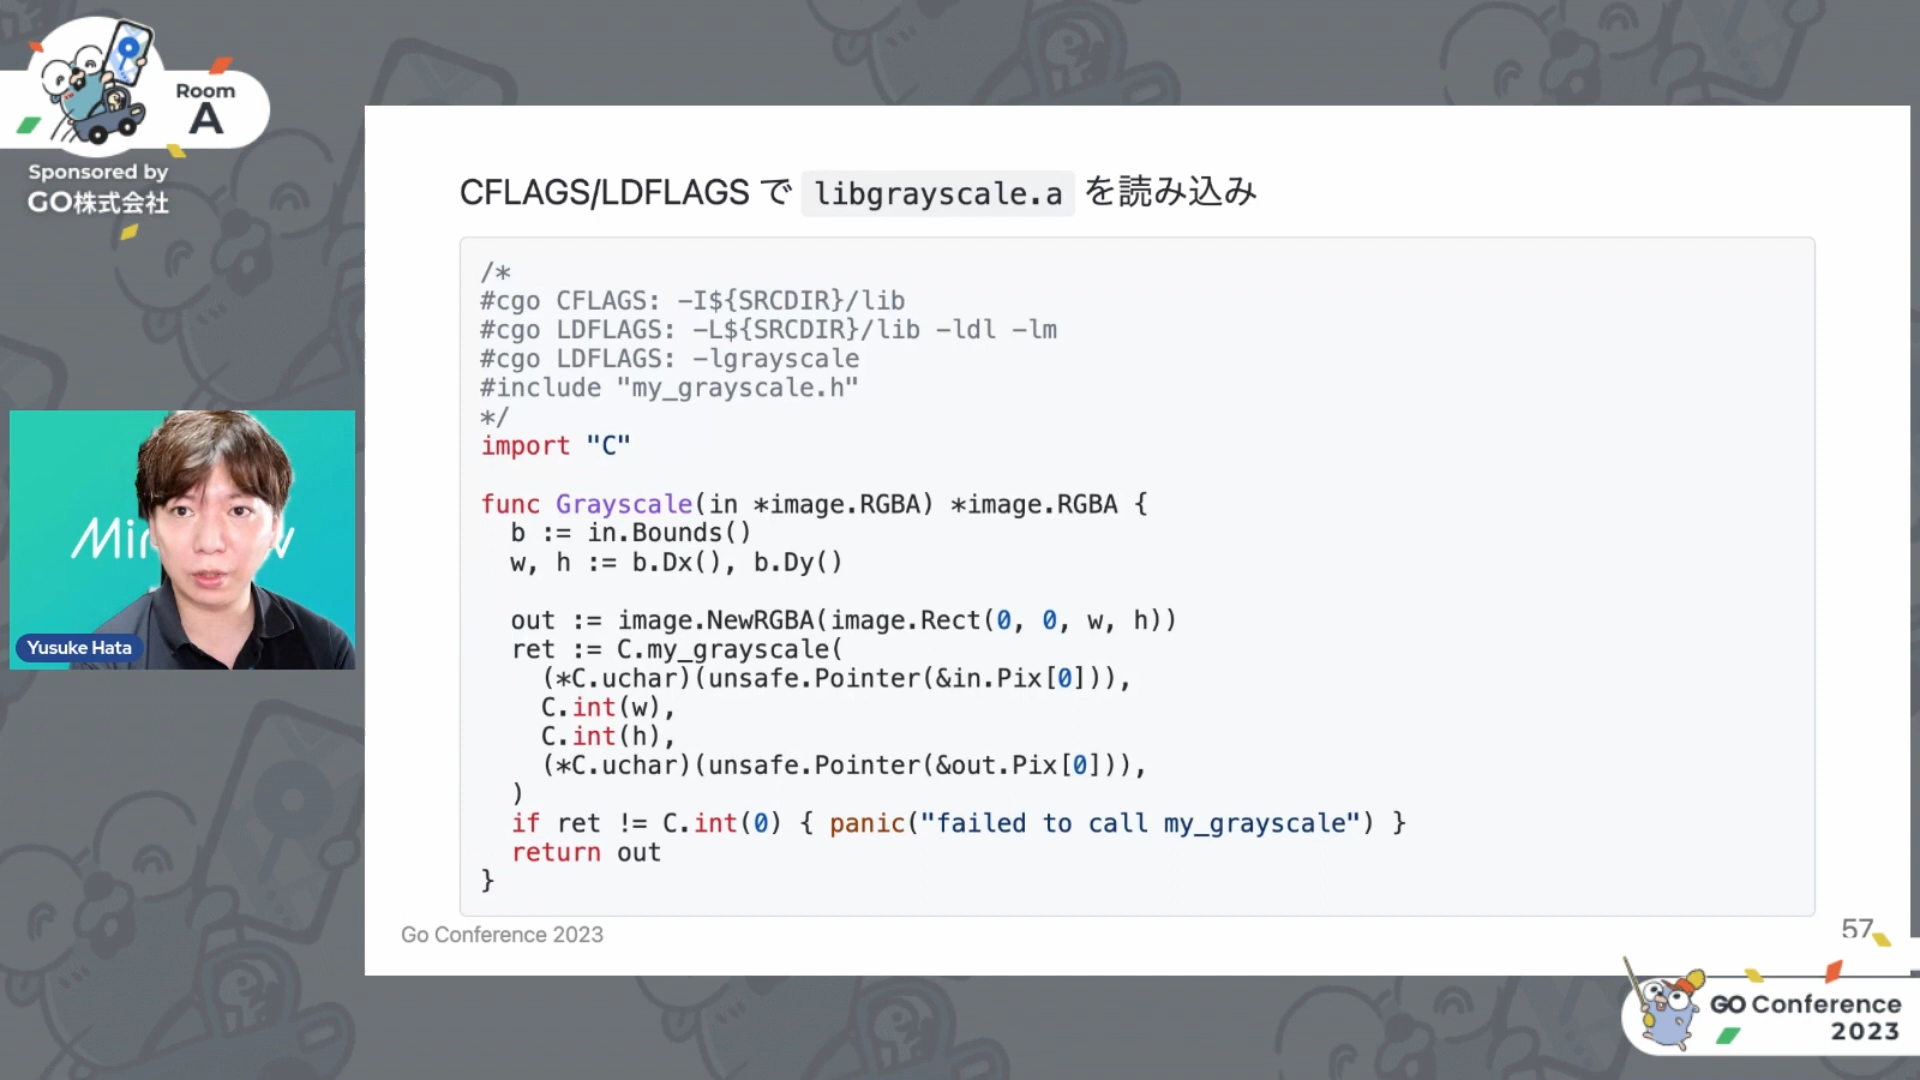 Room
A
Sponsored by
GO株式会社
CFLAGS/LDFLAGS で libgrayscale.a を読み込み
/*
#cgo CFLAGS: -I${SRCDIR}/lib
#cgo LDFLAGS: -L${SRCDIR}/lib -ldl -lm
#cgo LDFLAGS: -lgrayscale
#include "my_grayscale.h"
*/
import "C"
func Grayscale(in *image.RGBA) *image.RGBA {
b := in.Bounds()
w, h := b.Dx(), b.Dy()
out := image.NewRGBA(image.Rect(0, 0, w, h))
ret := C.my_grayscale(
(*C.uchar)(unsafe.Pointer(&in.Pix[0])),
C.int(w),
C.int(h),
(*C.uchar)(unsafe.Pointer(&out.Pix[0])),
)
if ret != C.int(0) { panic("failed to call my_grayscale") }
return out
}
Yusuke Hata
Go Conference 2023
57
GO Conference
2023